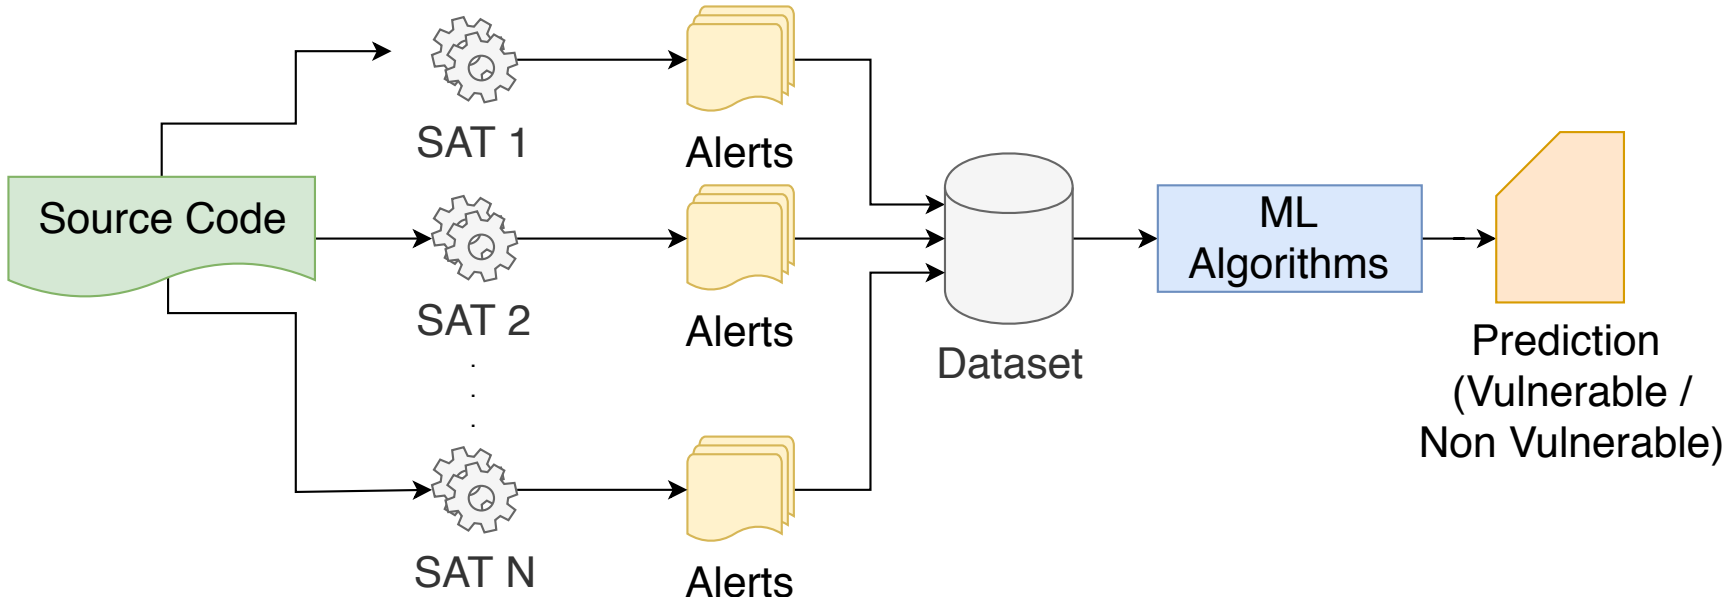 Source Code
SAT 1
Alerts
SAT 2
Alerts
SAT N
Alerts
Dataset
ML
Algorithms
Prediction
(Vulnerable /
Non Vulnerable)